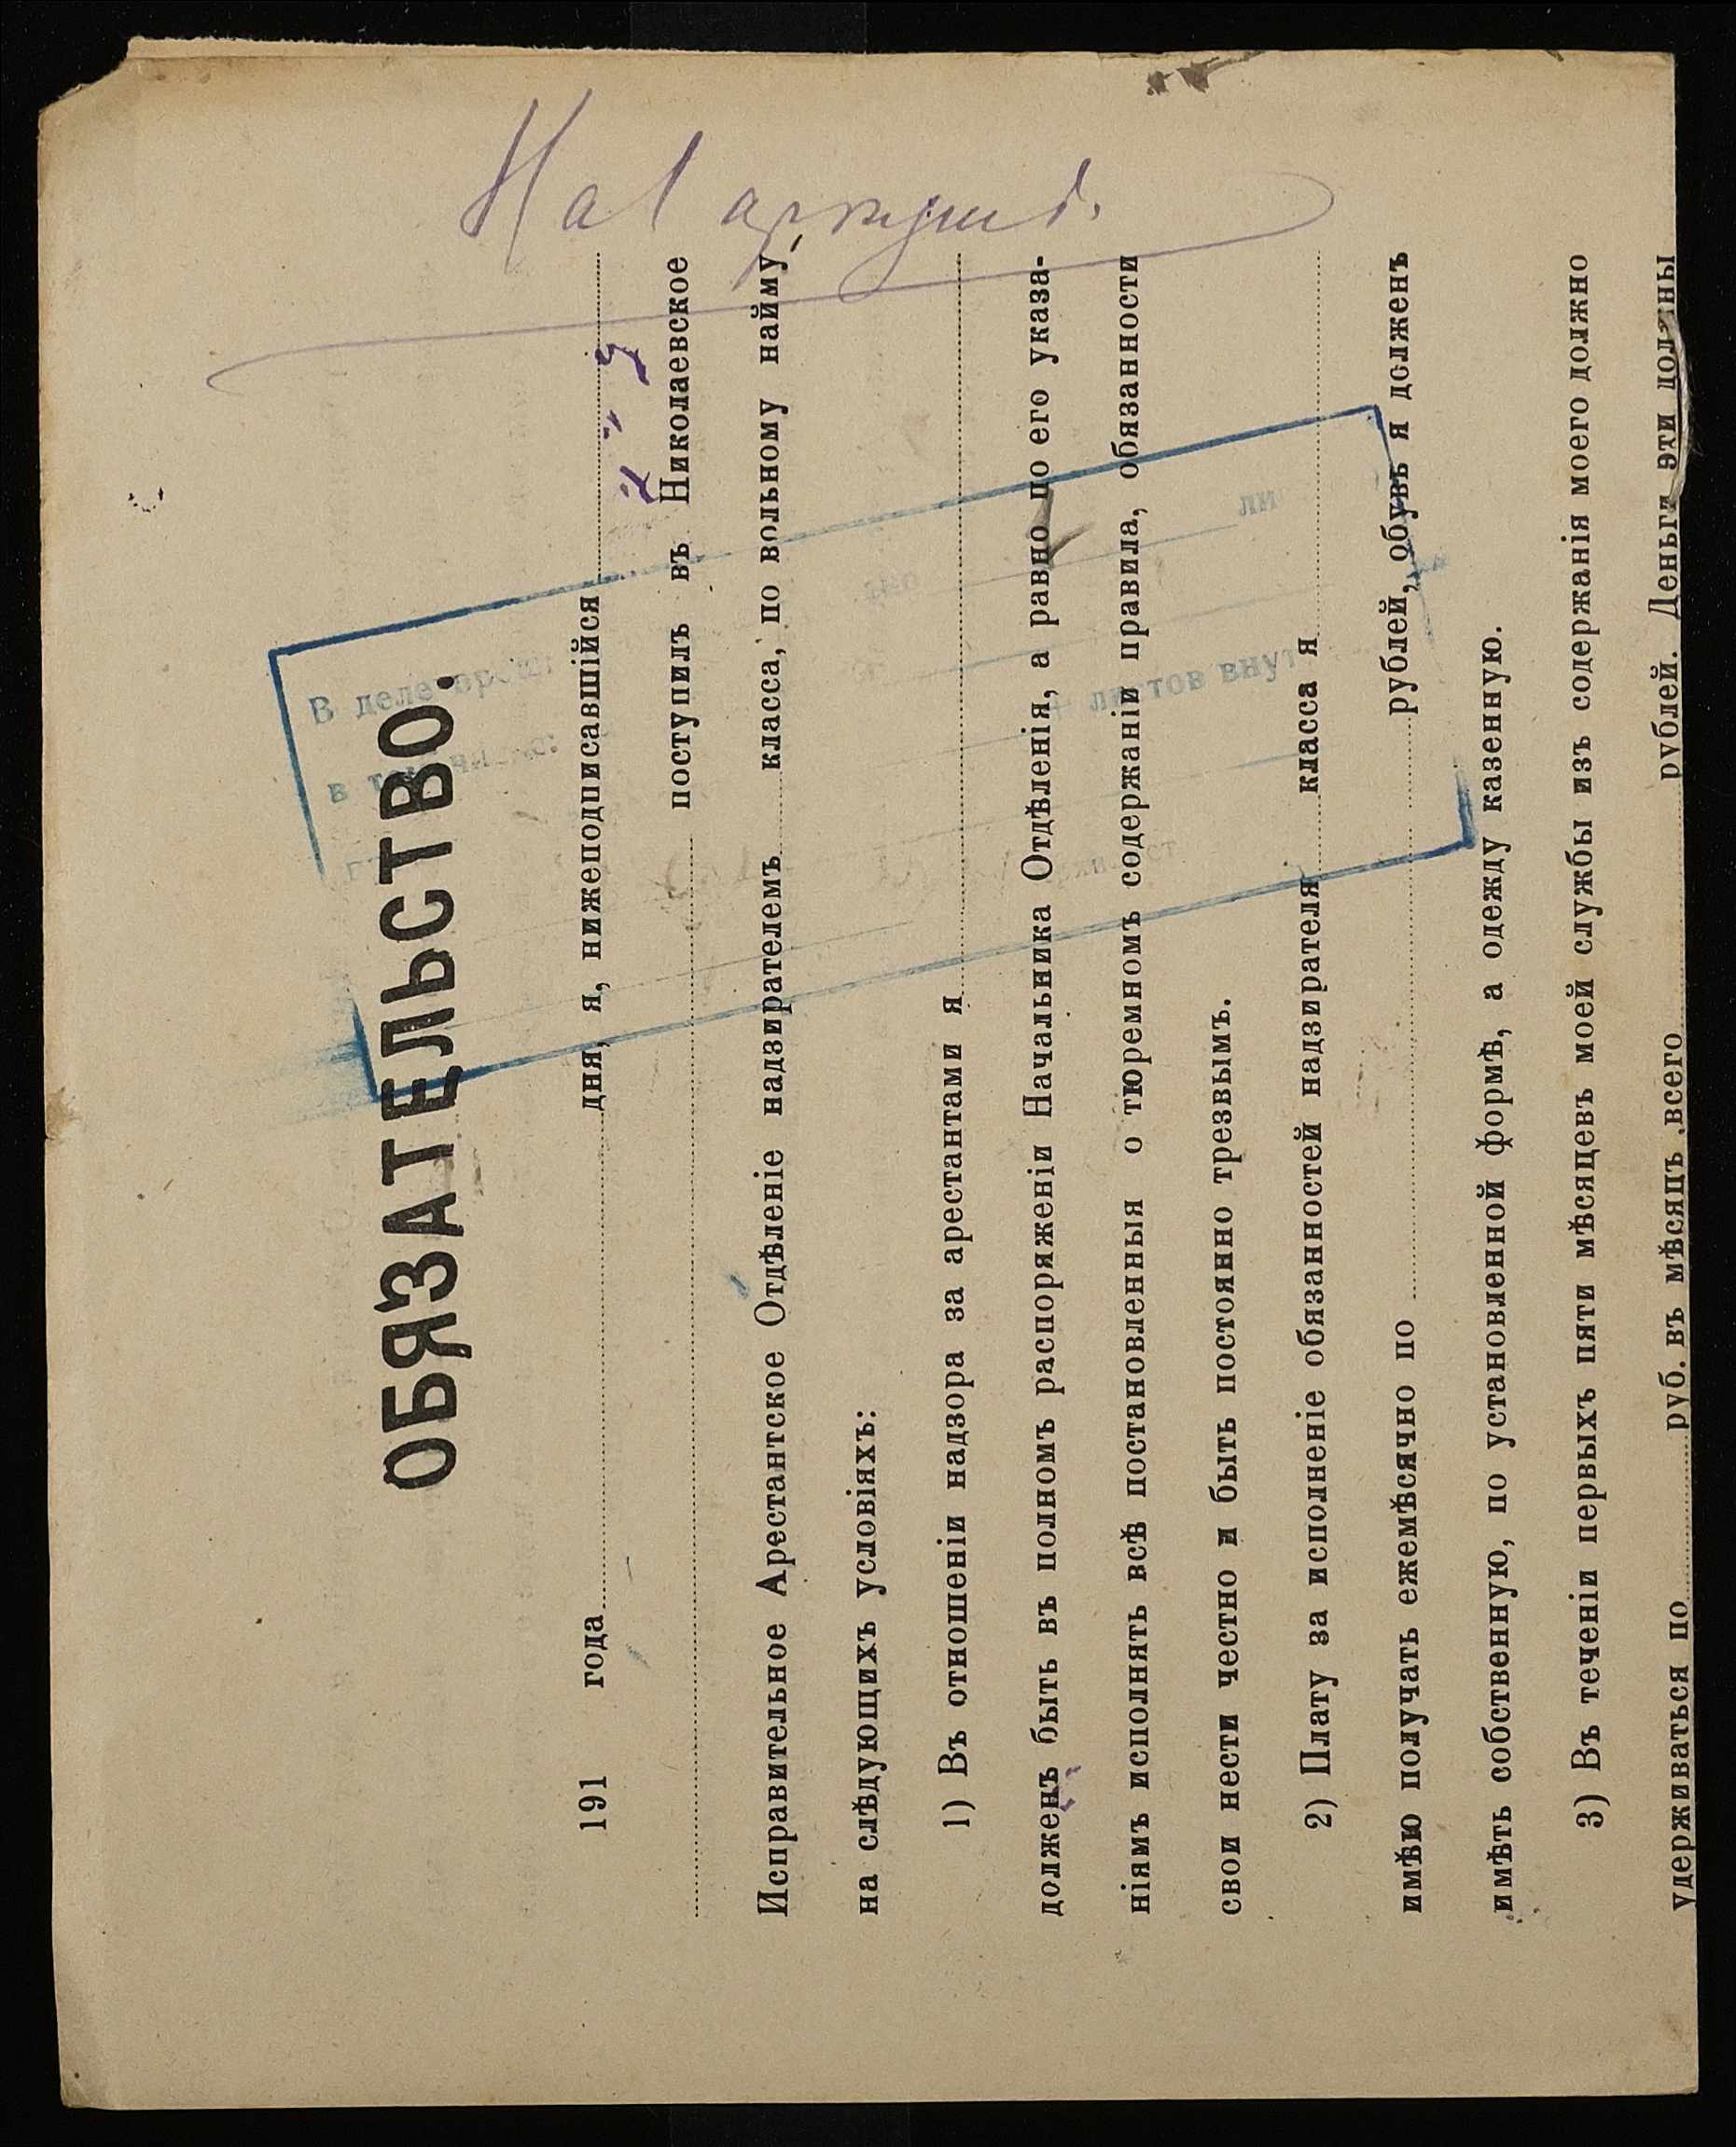 ОБЯЗАТЕЛЬСТВО.
191 года дня, я, нижеподписавшійся
поступилъ въ Николаевское
Исправительное Арестантское Отдѣленіе надзирателемъ класса, по вольному найму
на слѣдующихъ условіяхъ:
1) Въ отношеніи надзора за арестантами я
долженъ быть въ полномъ распоряженіи Начальника Отдѣленія, а равно по его указа-
ніямъ исполнять всѣ постановленныя о тюремномъ содержаніи правила, обязанности
свои нести честно и быть постоянно трезвымъ.
2) Плату за исполненіе обязанностей надзирателя класса я
имѣю получать ежемѣсячно по рублей, обувь я долженъ
имѣть собственную, по установленной формѣ, а одежду казенную.
3) Въ теченіи первыхъ пяти мѣсяцевъ моей службы изъ содержанія моего должно
удерживаться по руб. въ мѣсяцъ, всего рублей. Деньги эти должны
В деле
листов внут